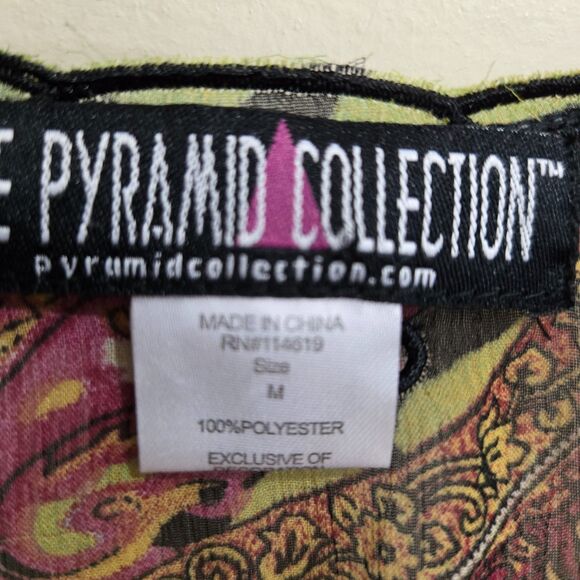 E PYRAMID COLLECTION™
pyramidcollection.com
MADE IN CHINA
RN#114619
Size
M
100%POLYESTER
EXCLUSIVE OF